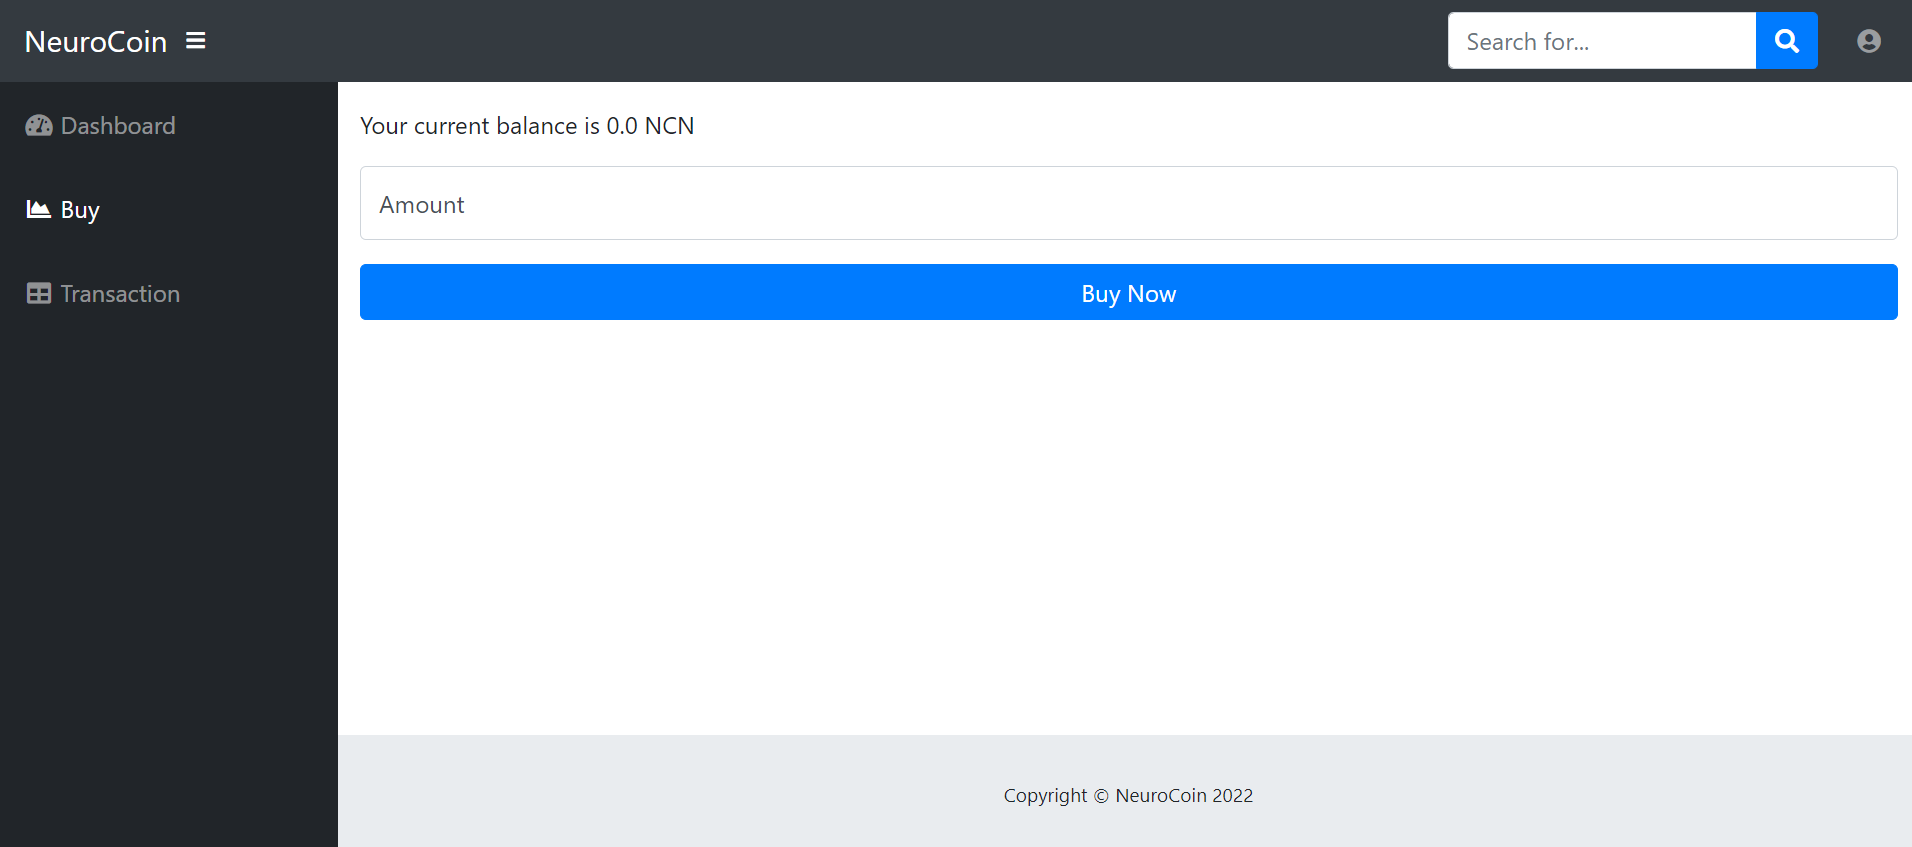 NeuroCoin
Search for...
Dashboard
Buy
Transaction
Your current balance is 0.0 NCN
Amount
Buy Now
Copyright © NeuroCoin 2022